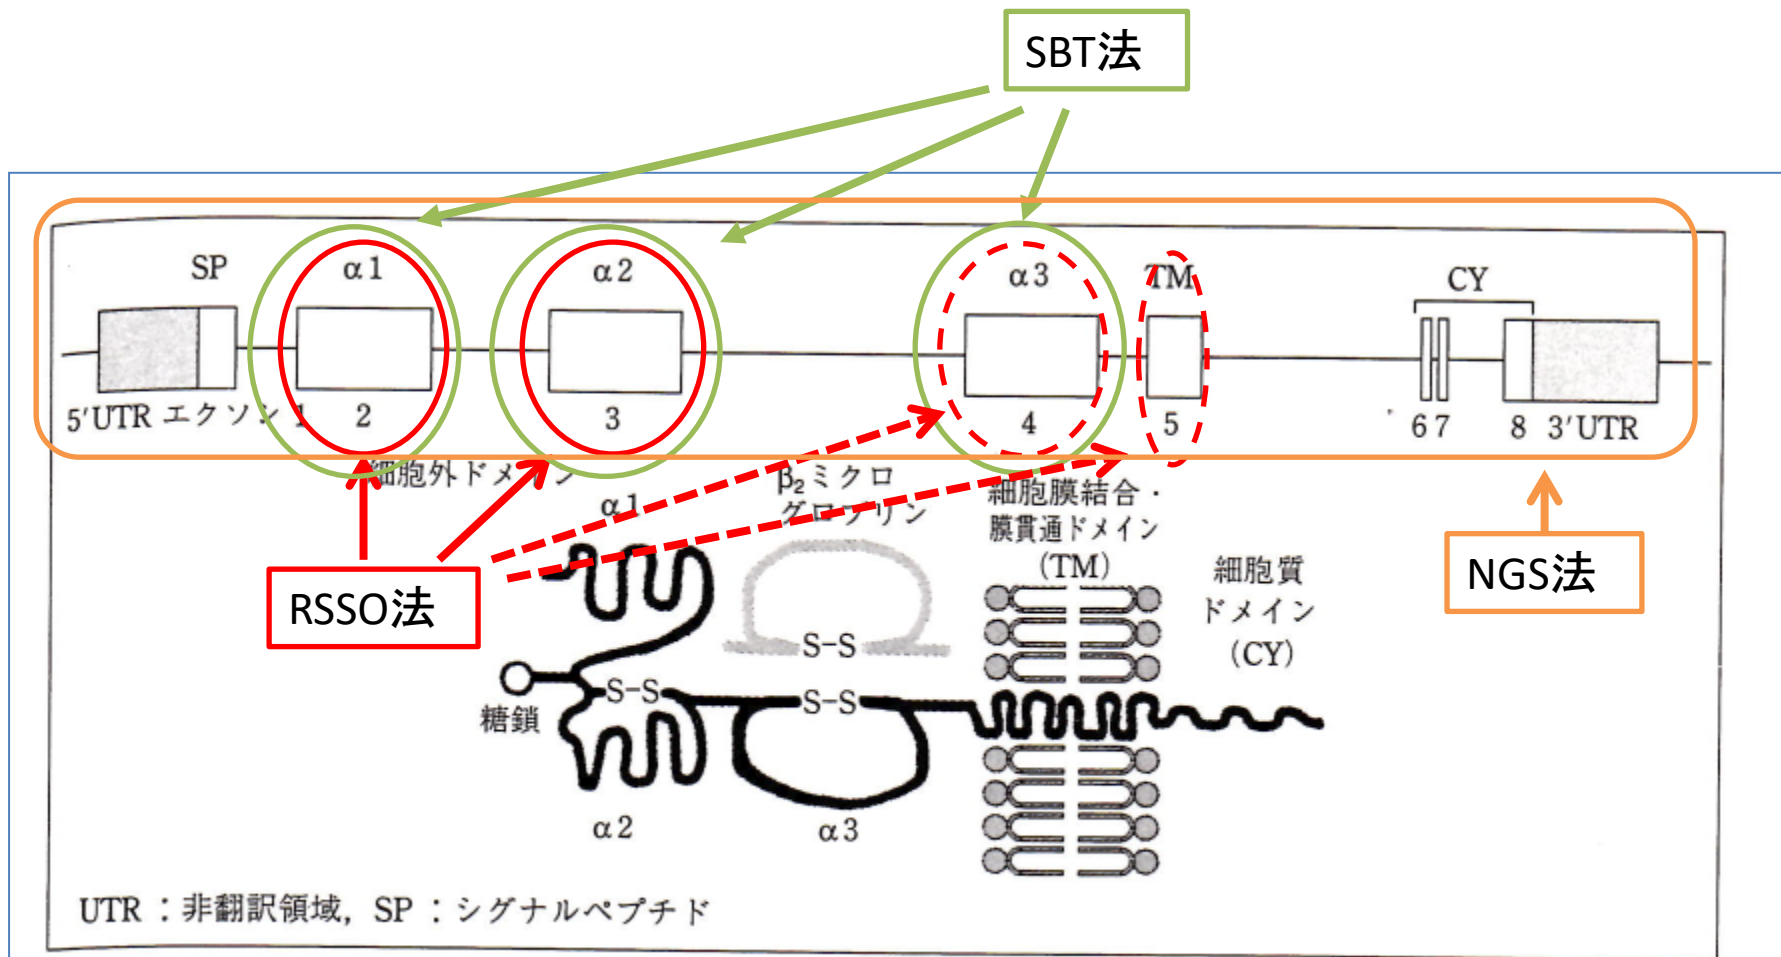 SBT法
SP
α1
α2
α3
TM
CY
5'UTR エクソン 1
2
3
4
5
6 7
8
3'UTR
細胞外ドメイン
α1
β₂ミクロ
グロブリン
細胞膜結合・
膜貫通ドメイン
(TM)
細胞質
ドメイン
(CY)
RSSO法
NGS法
S-S
S-S
S-S
糖鎖
α2
α3
UTR：非翻訳領域, SP：シグナルペプチド